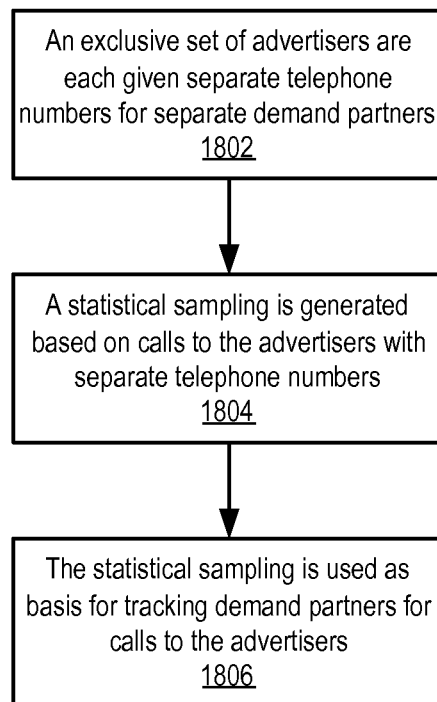 An exclusive set of advertisers are
each given separate telephone
numbers for separate demand partners
1802
A statistical sampling is generated
based on calls to the advertisers with
separate telephone numbers
1804
The statistical sampling is used as
basis for tracking demand partners for
calls to the advertisers
1806